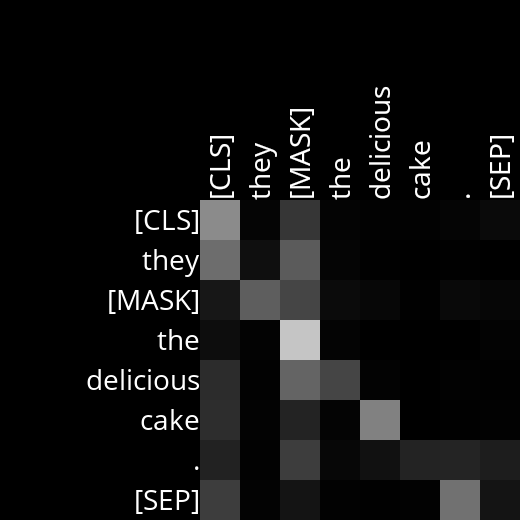 [CLS] they [MASK] the delicious cake . [SEP]
[CLS]
they
[MASK]
the
delicious
cake
.
[SEP]